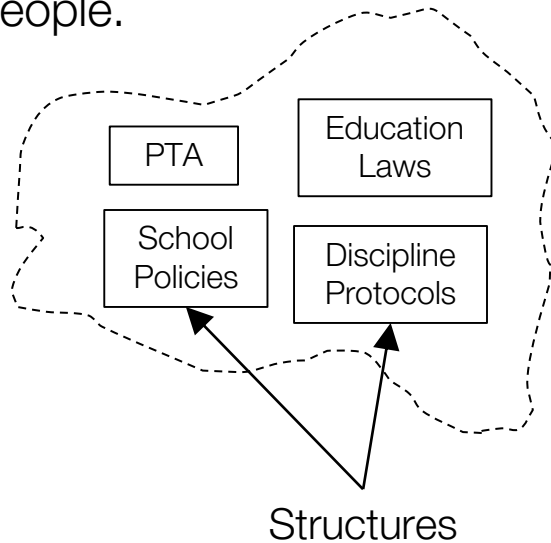 eople.
PTA
Education
Laws
School
Policies
Discipline
Protocols
Structures